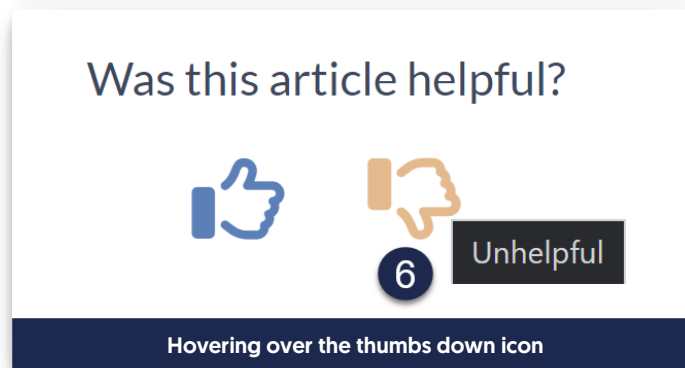 Was this article helpful?
6
Unhelpful
Hovering over the thumbs down icon